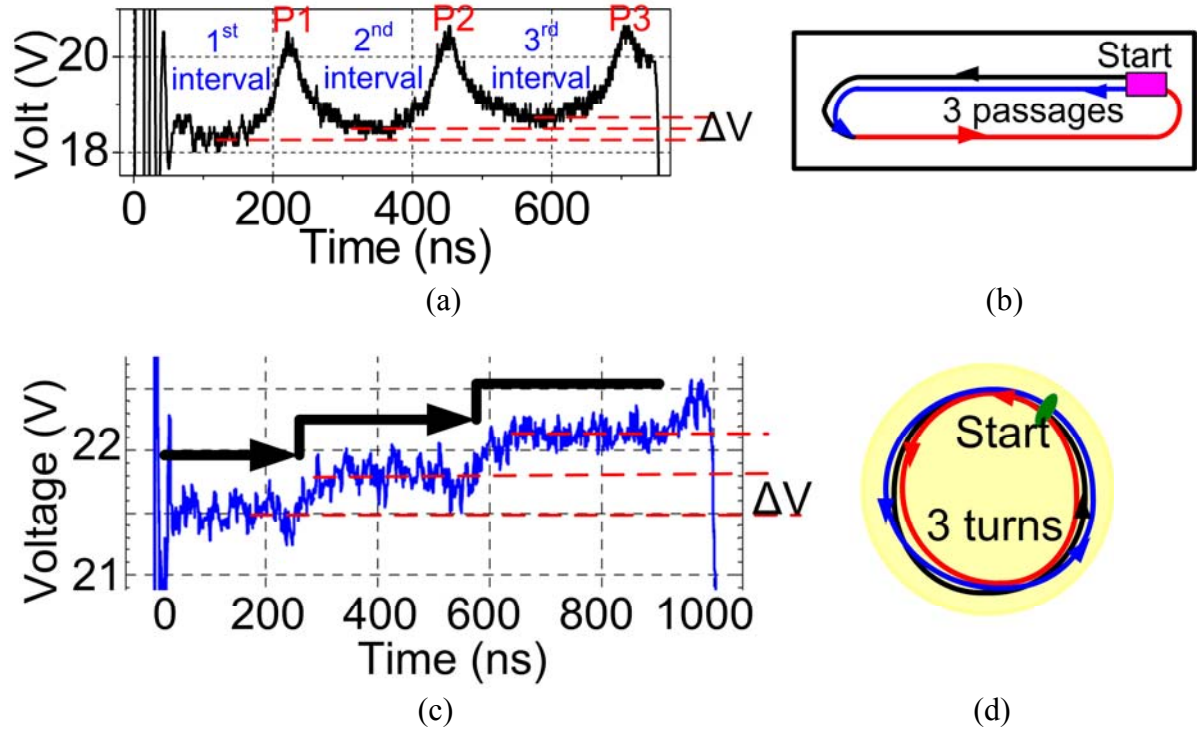 P1 P2 P3
1st 2nd 3rd
interval interval interval
20
18
Volt (V)
ΔV
0 200 400 600
Time (ns)
(a)
Start
3 passages
(b)
22
21
Voltage (V)
ΔV
0 200 400 600 800 1000
Time (ns)
(c)
Start
3 turns
(d)